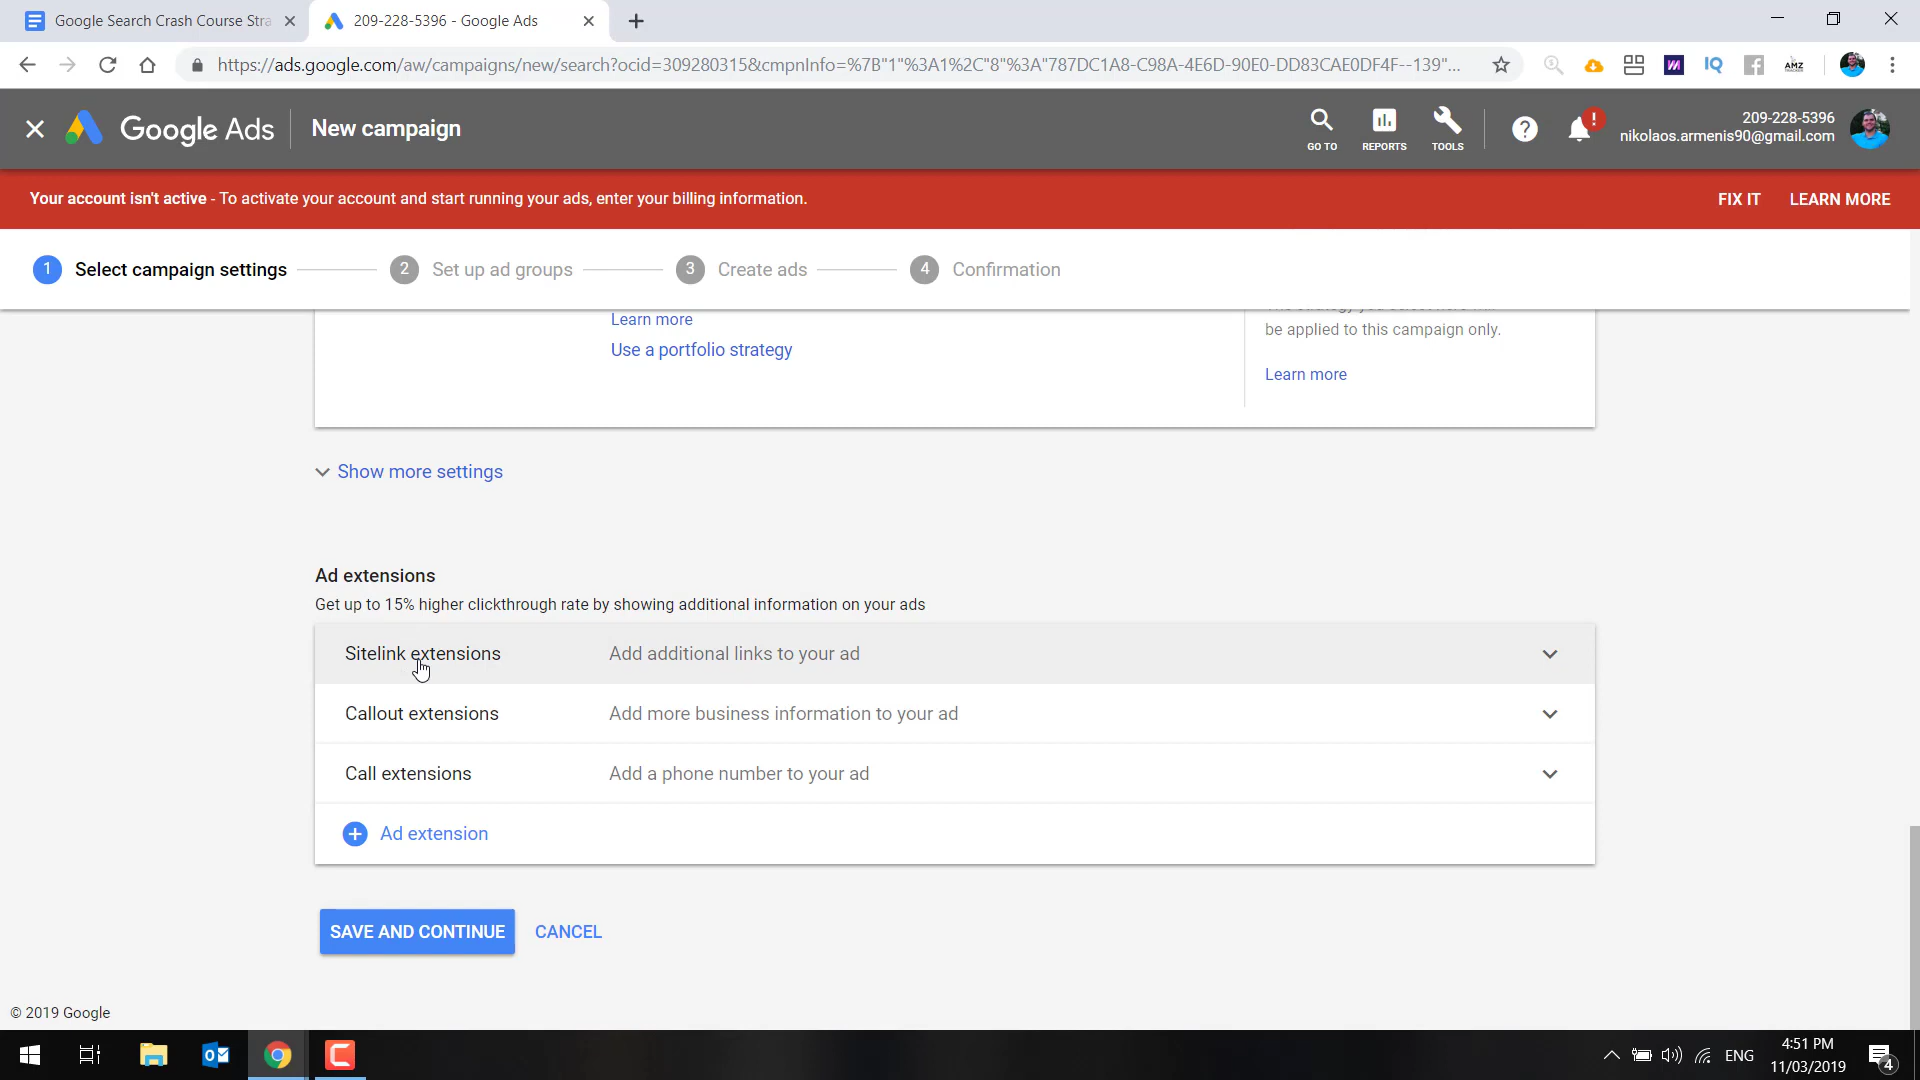 Google Search Crash Course Stra
209-228-5396 - Google Ads
https://ads.google.com/aw/campaigns/new/search?ocid=309280315&cmpnInfo=%7B"1"%3A1%2C"8"%3A"787DC1A8-C98A-4E6D-90E0-DD83CAE0DF4F--139"...
IQ
AMZ
Google Ads
New campaign
GO TO
REPORTS
TOOLS
209-228-5396
nikolaos.armenis90@gmail.com
Your account isn't active - To activate your account and start running your ads, enter your billing information.
FIX IT
LEARN MORE
1 Select campaign settings
2 Set up ad groups
3 Create ads
4 Confirmation
Learn more
Use a portfolio strategy
be applied to this campaign only.
Learn more
Show more settings
Ad extensions
Get up to 15% higher clickthrough rate by showing additional information on your ads
Sitelink extensions
Add additional links to your ad
Callout extensions
Add more business information to your ad
Call extensions
Add a phone number to your ad
Ad extension
SAVE AND CONTINUE
CANCEL
© 2019 Google
ENG
4:51 PM
11/03/2019
4